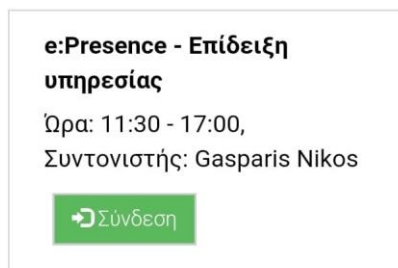 e:Presence - Επίδειξη
υπηρεσίας
Ώρα: 11:30 - 17:00,
Συντονιστής: Gasparis Nikos
Σύνδεση